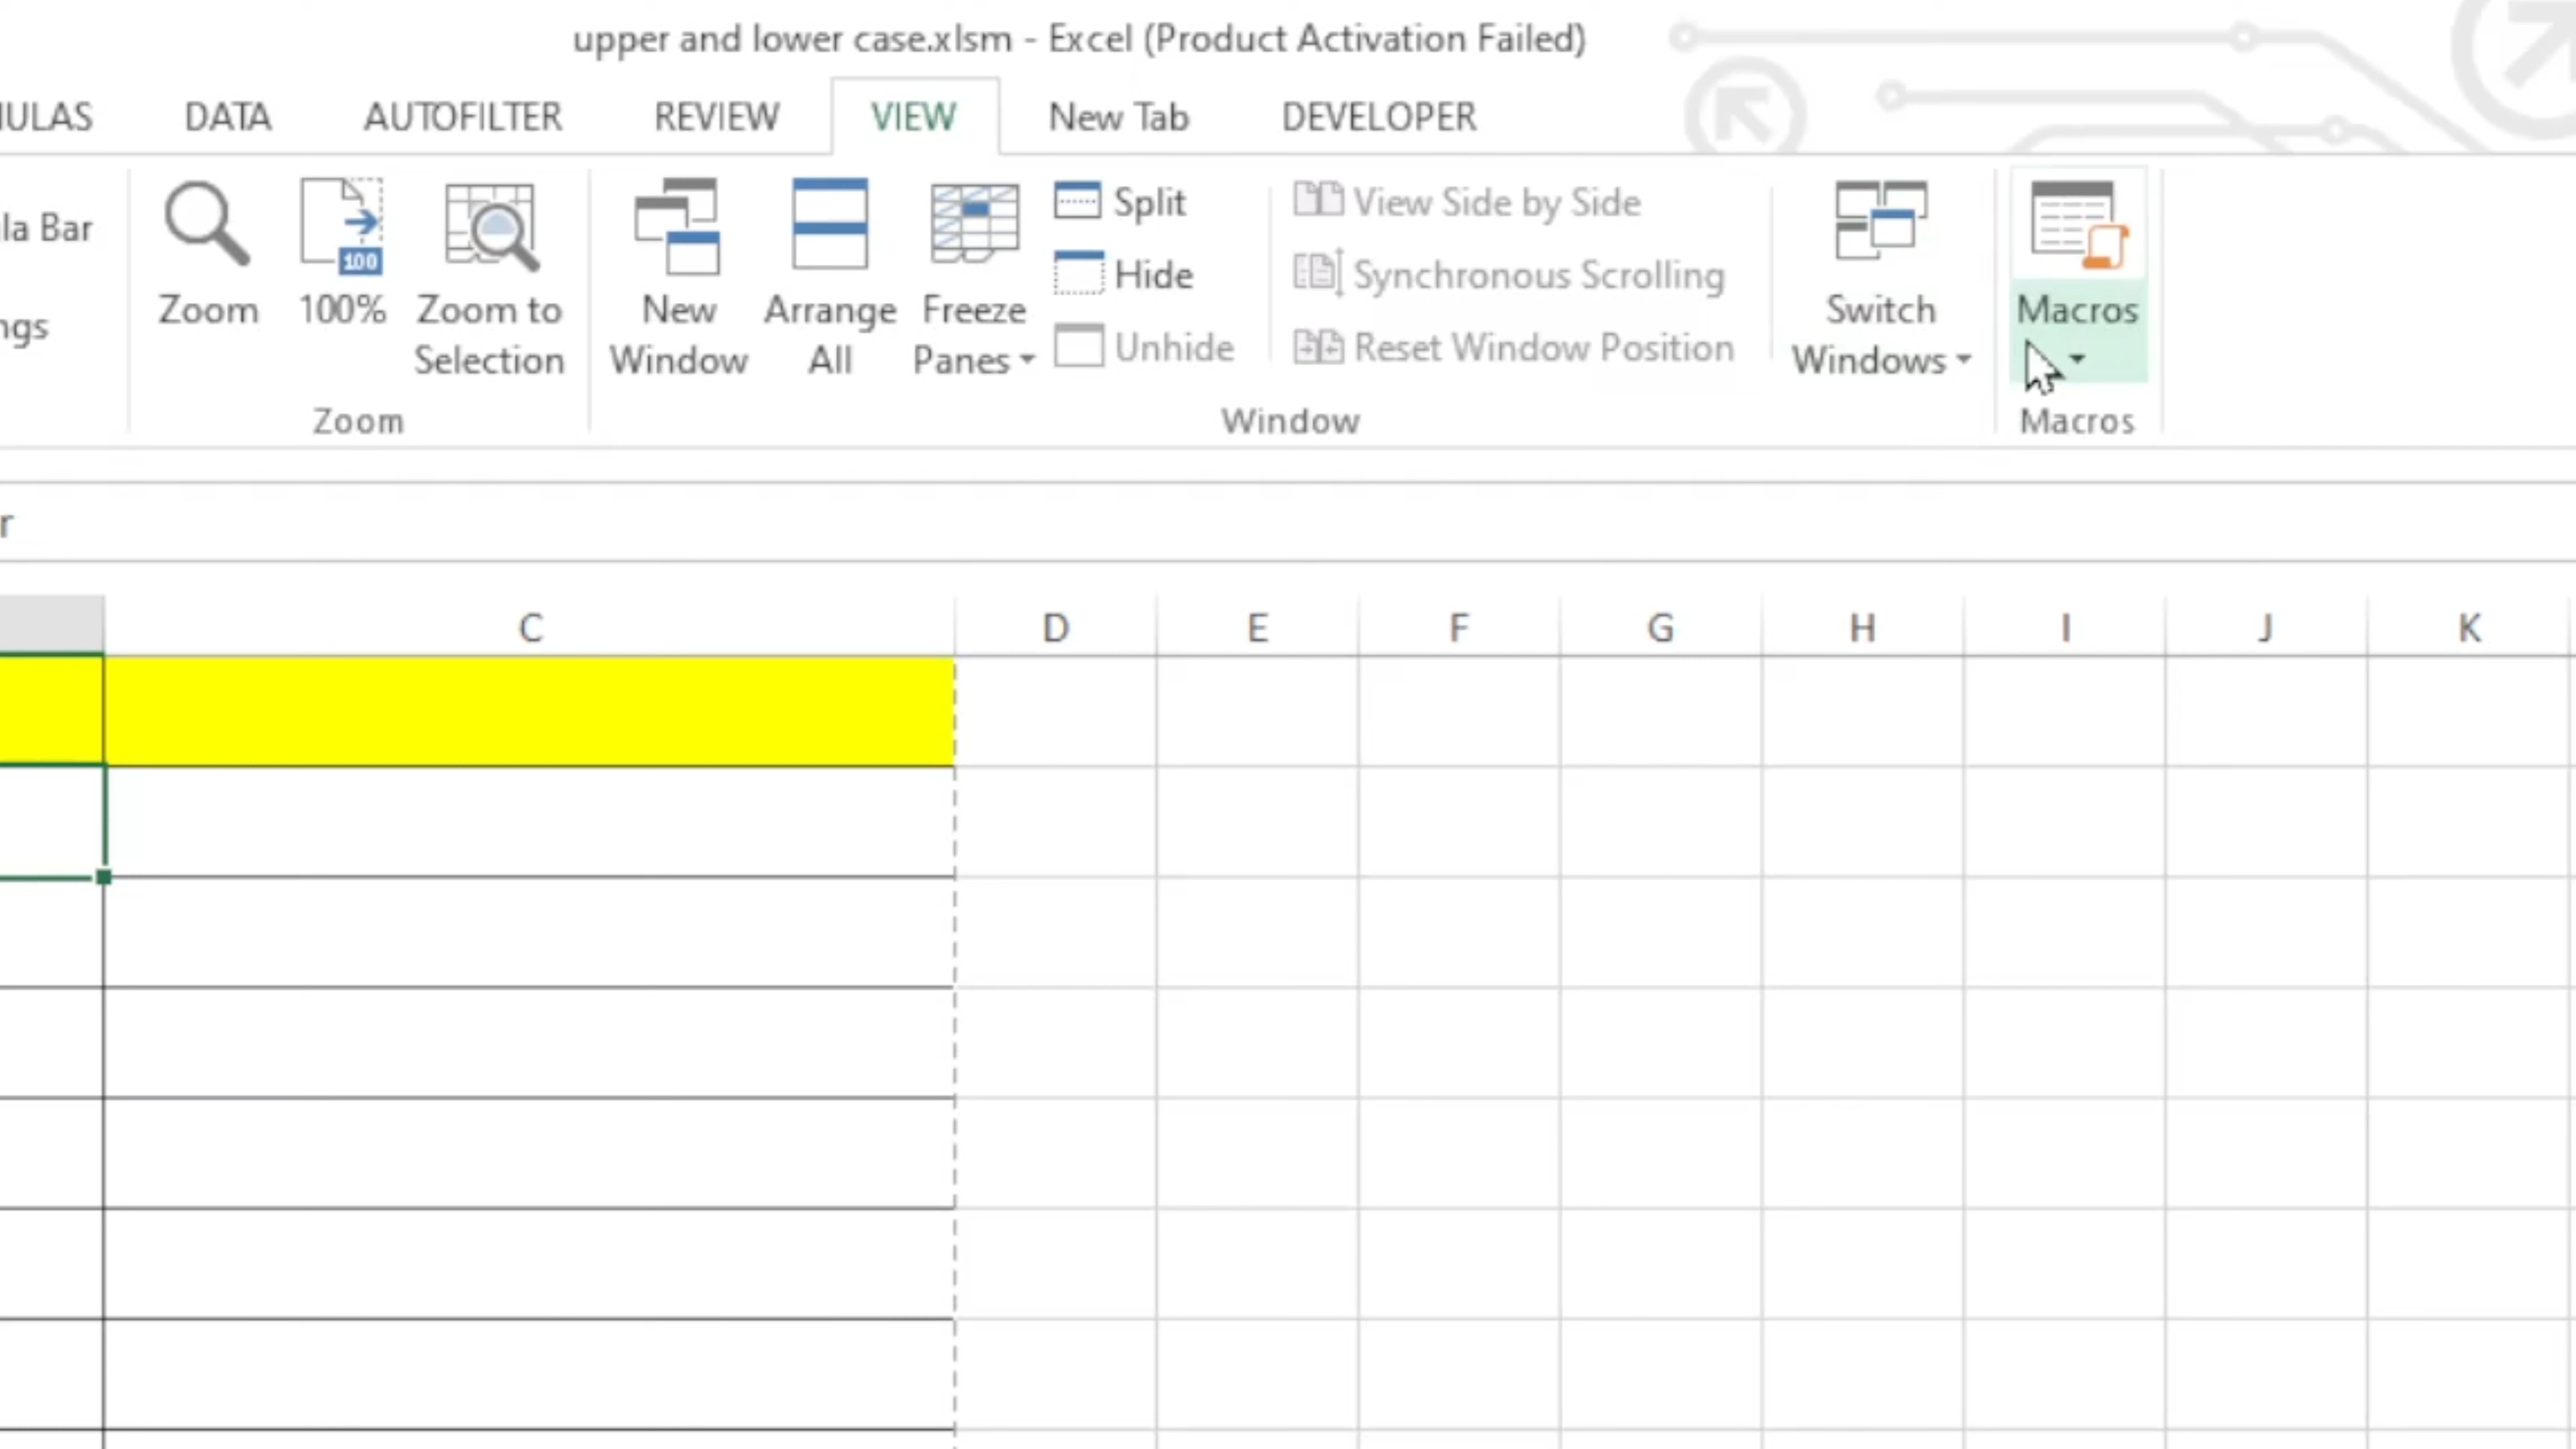 upper and lower case.xlsm - Excel (Product Activation Failed)
ULAS DATA AUTOFILTER REVIEW VIEW New Tab DEVELOPER
la Bar
ngs
Zoom
100
100%
Zoom to
Selection
Zoom
New
Window
Arrange
All
Freeze
Panes
Split
Hide
Unhide
View Side by Side
Synchronous Scrolling
Reset Window Position
Switch
Windows
Window
Macros
Macros
r
C D E F G H I J K